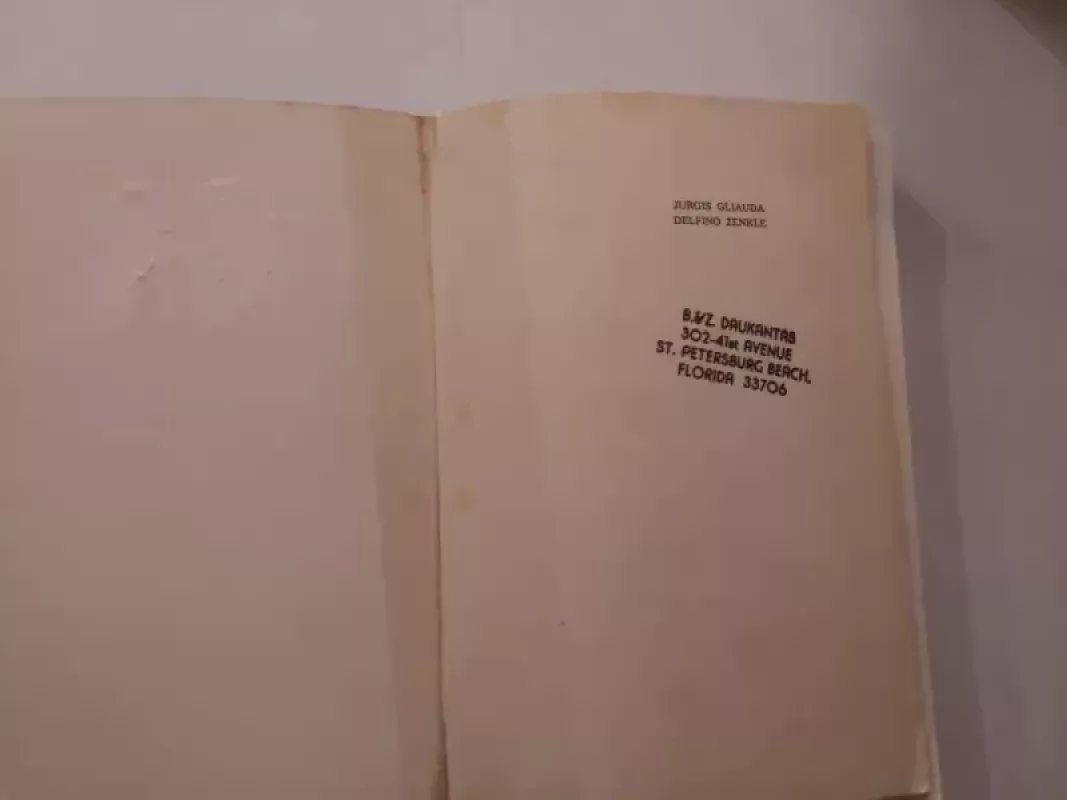 JURGIS GLIAUDA
DELFINO ŽENKLE
B.&Z. DAUKANTAS
302-41st AVENUE
ST. PETERSBURG BEACH,
FLORIDA 33706